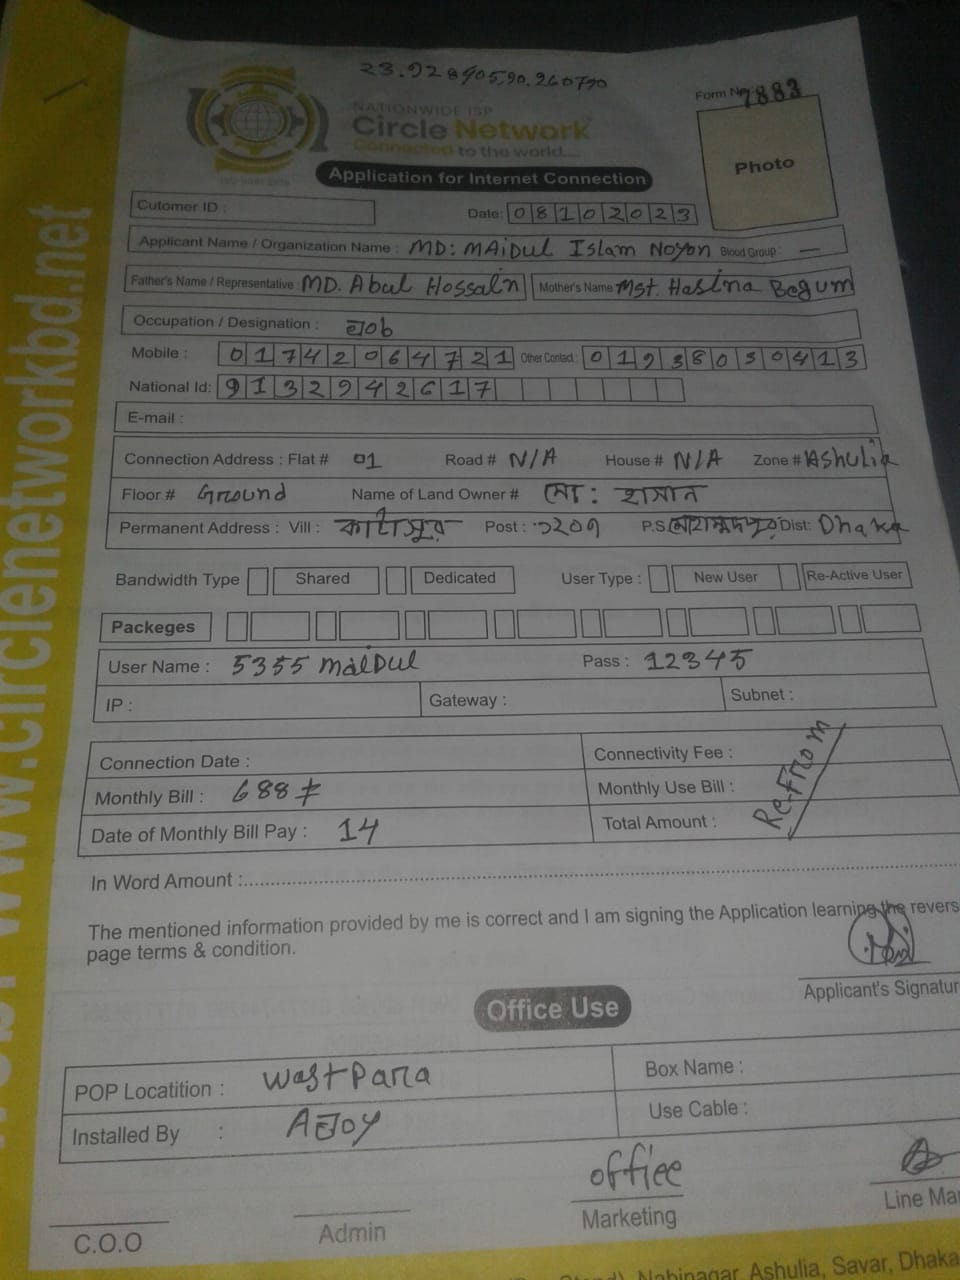 23.928905,90.260790
Form No 7883
NATIONWIDE ISP
Circle Network
Connected to the world....
Photo
Application for Internet Connection
Cutomer ID :
Date: 08102023
Applicant Name / Organization Name : MD: MAiDul Islam Noyon Blood Group : —
Father's Name / Representative : MD. Abul Hossain Mother's Name Mst. Hasina Begum
Occupation / Designation : Job
Mobile : 01742064721 Other Contact : 01938050413
National Id: 9132942617
E-mail :
Connection Address : Flat # 01 Road # N/A House # N/A Zone # Ashulia
Floor # Ground Name of Land Owner # মো: হাসান
Permanent Address : Vill : Post : ১২০৭ P.S মোহাম্মদপুর Dist: Dhaka
Bandwidth Type Shared Dedicated User Type : New User Re-Active User
Packeges
User Name : 5355 maiDul Pass : 12345
IP : Gateway : Subnet :
Connection Date : Connectivity Fee :
Monthly Bill : 688 Monthly Use Bill :
Date of Monthly Bill Pay : 14 Total Amount :
Re-From
In Word Amount :
The mentioned information provided by me is correct and I am signing the Application learning the revers
page terms & condition.
Applicant's Signatur
Office Use
POP Locatition : WastPara Box Name :
Installed By : AJoy Use Cable :
office
C.O.O Admin Marketing Line Ma
Nabinagar Ashulia, Savar, Dhaka
www.circlenetworkbd.net